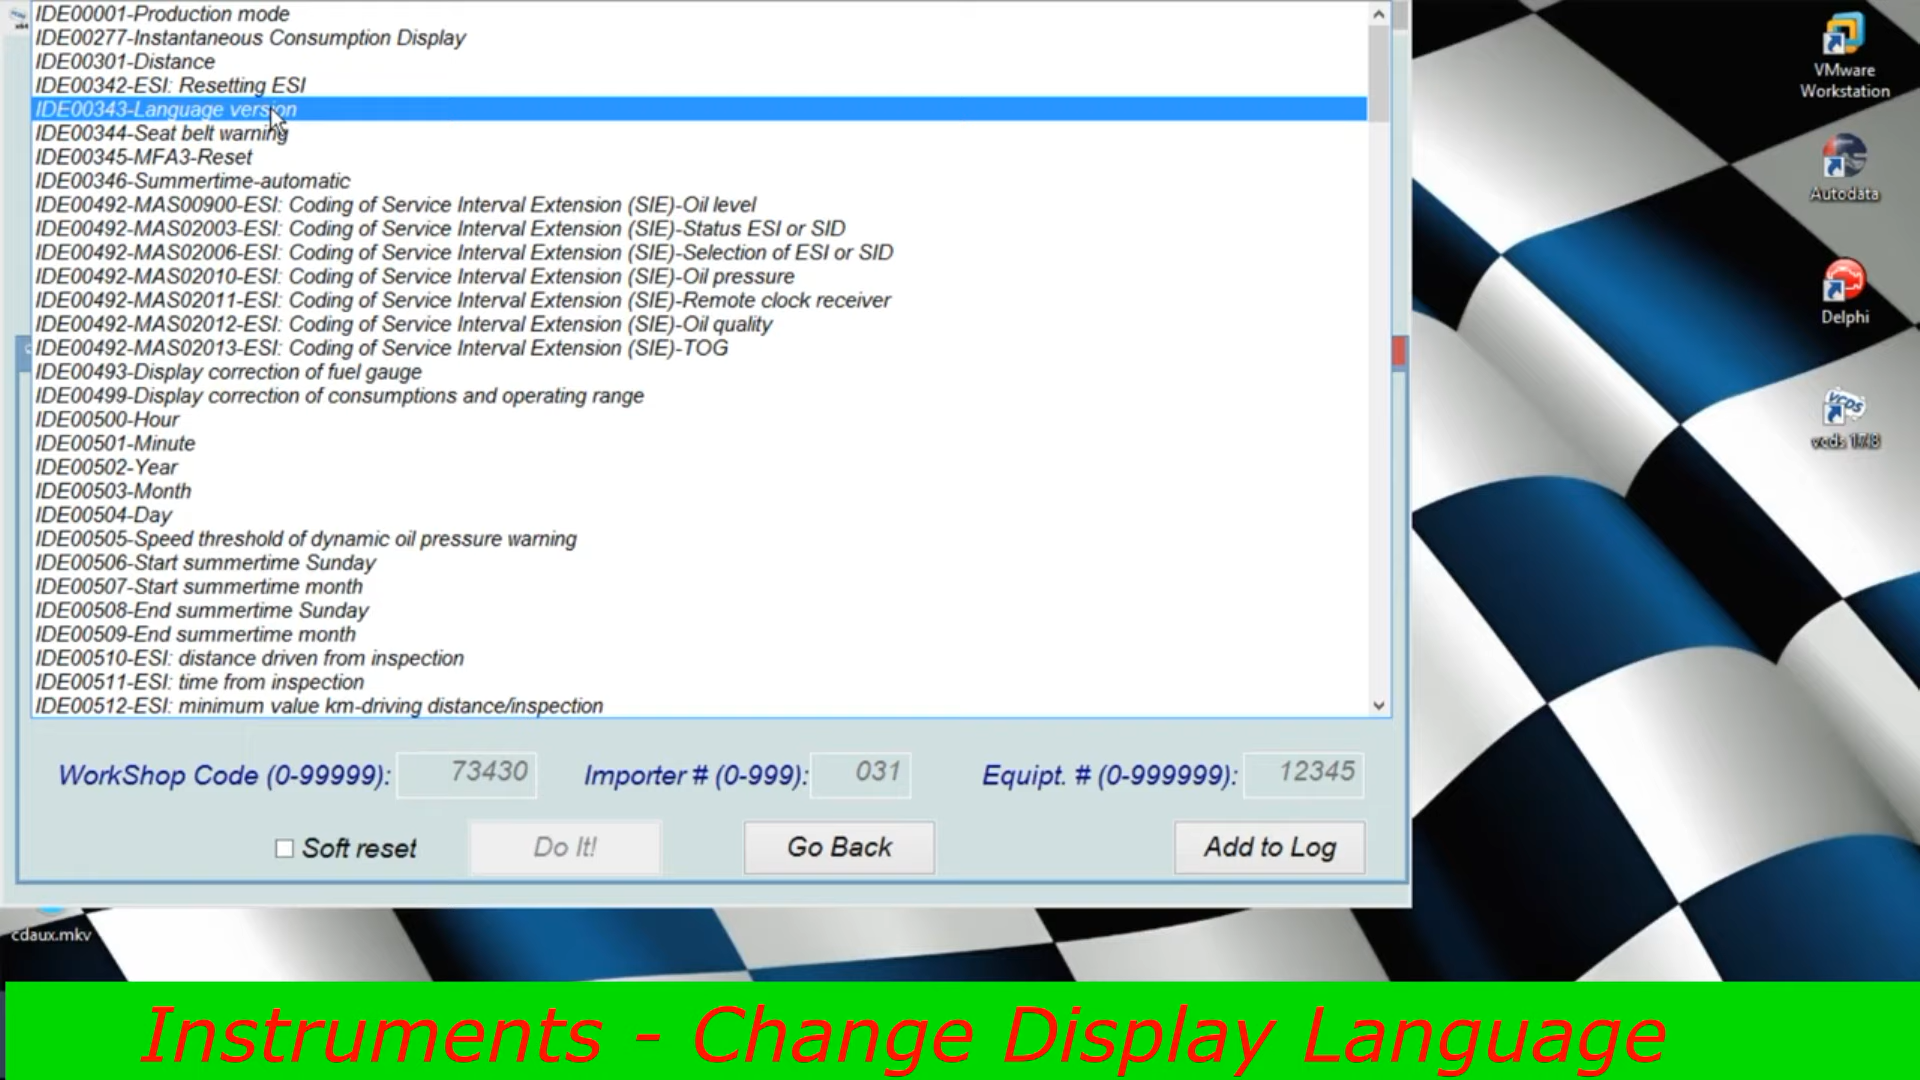 IDE00001-Production mode
IDE00277-Instantaneous Consumption Display
IDE00301-Distance
IDE00342-ESI: Resetting ESI
IDE00343-Language version
IDE00344-Seat belt warning
IDE00345-MFA3-Reset
IDE00346-Summertime-automatic
IDE00492-MAS00900-ESI: Coding of Service Interval Extension (SIE)-Oil level
IDE00492-MAS02003-ESI: Coding of Service Interval Extension (SIE)-Status ESI or SID
IDE00492-MAS02006-ESI: Coding of Service Interval Extension (SIE)-Selection of ESI or SID
IDE00492-MAS02010-ESI: Coding of Service Interval Extension (SIE)-Oil pressure
IDE00492-MAS02011-ESI: Coding of Service Interval Extension (SIE)-Remote clock receiver
IDE00492-MAS02012-ESI: Coding of Service Interval Extension (SIE)-Oil quality
IDE00492-MAS02013-ESI: Coding of Service Interval Extension (SIE)-TOG
IDE00493-Display correction of fuel gauge
IDE00499-Display correction of consumptions and operating range
IDE00500-Hour
IDE00501-Minute
IDE00502-Year
IDE00503-Month
IDE00504-Day
IDE00505-Speed threshold of dynamic oil pressure warning
IDE00506-Start summertime Sunday
IDE00507-Start summertime month
IDE00508-End summertime Sunday
IDE00509-End summertime month
IDE00510-ESI: distance driven from inspection
IDE00511-ESI: time from inspection
IDE00512-ESI: minimum value km-driving distance/inspection
WorkShop Code (0-99999): 73430 Importer # (0-999): 031 Equipt. # (0-999999): 12345
Soft reset Do It! Go Back Add to Log
VMware
Workstation
Autodata
Delphi
VCDS
vcds 17.8
cdaux.mkv
Instruments - Change Display Language